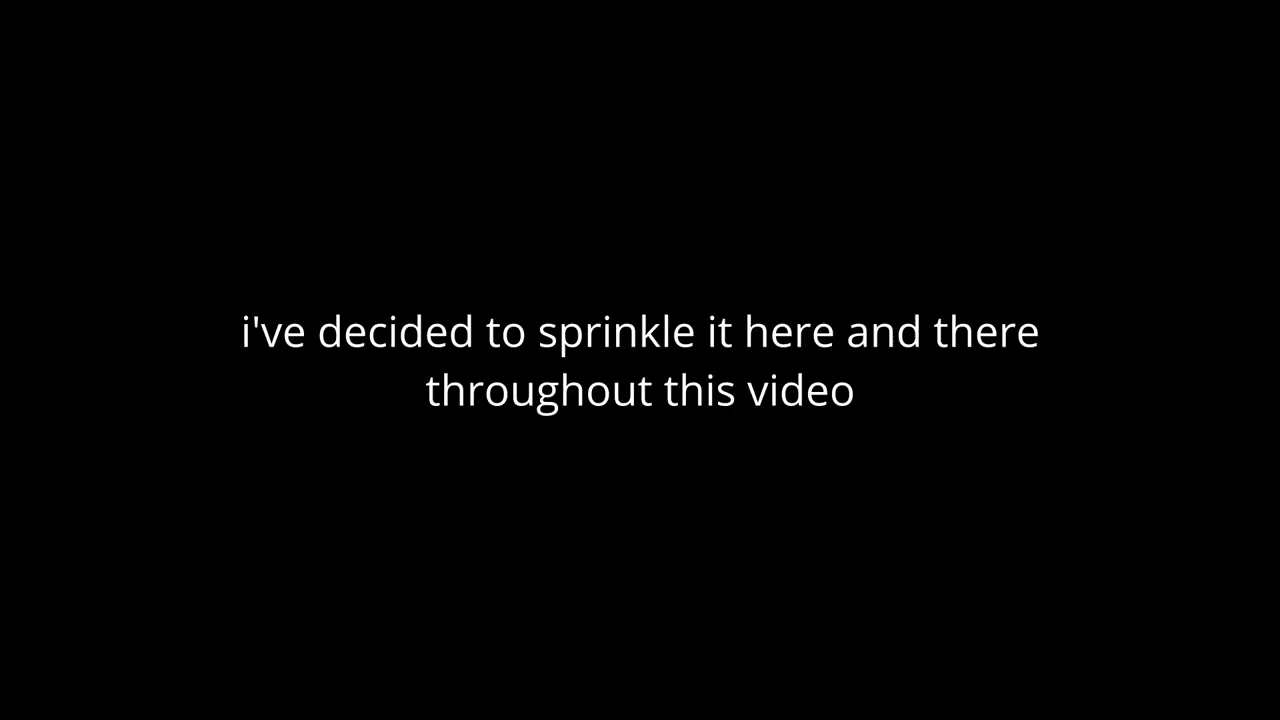 i've decided to sprinkle it here and there
throughout this video